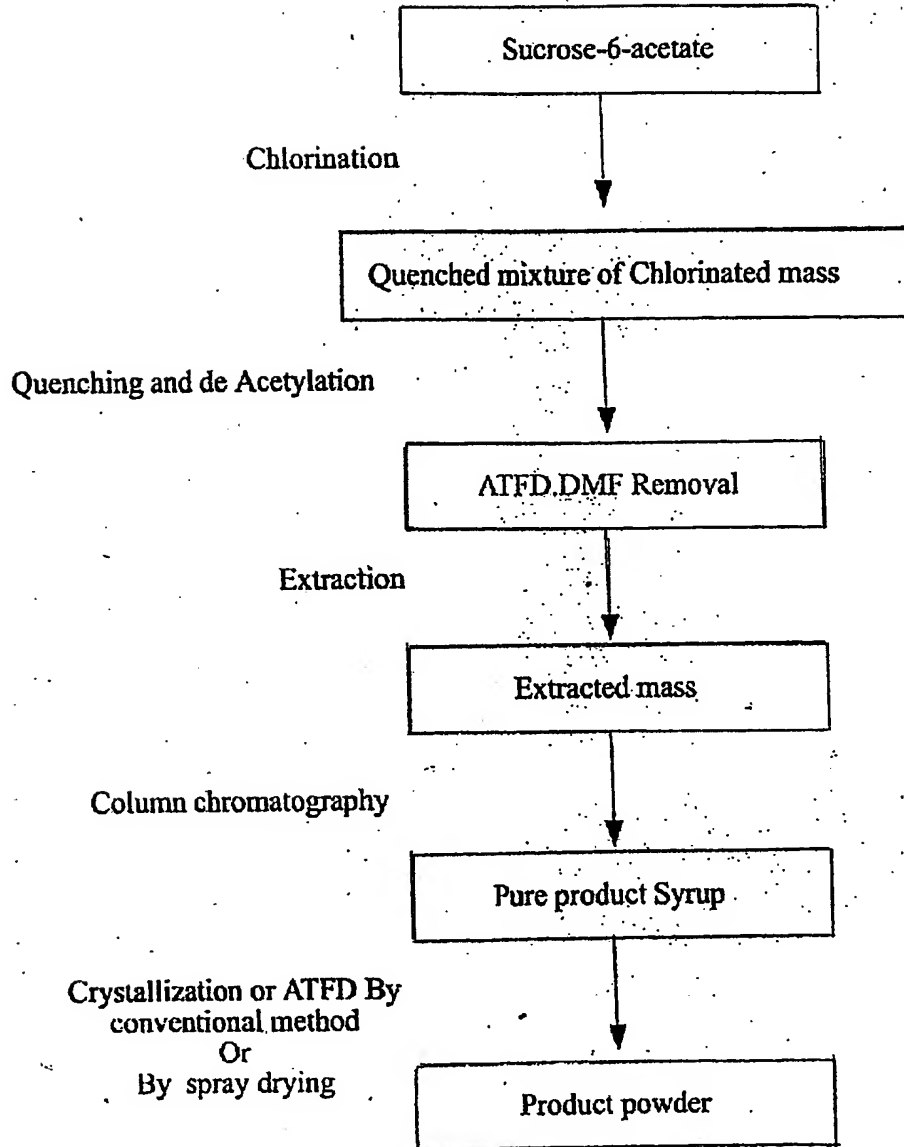 Sucrose-6-acetate
Chlorination
Quenched mixture of Chlorinated mass
Quenching and de Acetylation
ATFD.DMF Removal
Extraction
Extracted mass
Column chromatography
Pure product Syrup
Crystallization or ATFD By
conventional method
Or
By spray drying
Product powder